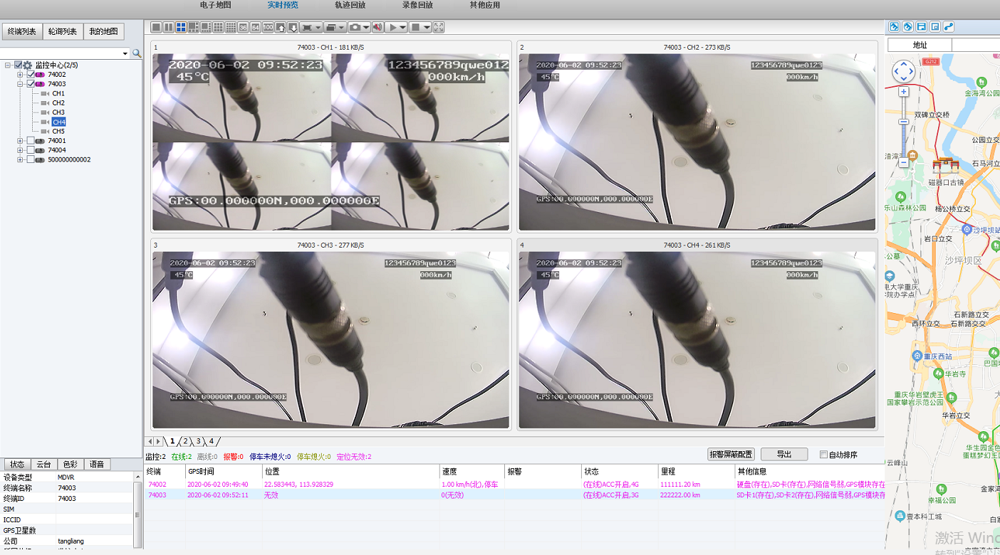 电子地图 实时预览 轨迹回放 录像回放 其他应用
终端列表 轮询列表 我的地图
36 64 100
监控中心(2/5)
74002
74003
CH1
CH2
CH3
CH4
CH5
74001
74004
500000000002
1 74003 - CH1 - 181 KB/S
2020-06-02 09:52:23 123456789qwe012
45°C 000km/h
GPS:00.000000N,000.000000E
2 74003 - CH2 - 273 KB/S
2020-06-02 09:52:23 123456789qwe0123
45°C 000km/h
GPS:00.000000N,000.000000E
3 74003 - CH3 - 277 KB/S
2020-06-02 09:52:23 123456789qwe0123
45°C 000km/h
GPS:00.000000N,000.000000E
4 74003 - CH4 - 261 KB/S
2020-06-02 09:52:23 123456789qwe0123
45°C 000km/h
GPS:00.000000N,000.000000E
1 2 3 4
监控:2 在线:2 离线:0 报警:0 停车未熄火:0 停车熄火:0 定位无效:2
报警屏蔽配置 导出 自动排序
终端 GPS时间 位置 速度 报警 状态 里程 其他信息
74002 2020-06-02 09:49:40 22.583443, 113.928329 1.00 km/h(北),停车 (在线)ACC开启,4G 111111.20 km 硬盘(存在),SD卡(存在),网络信号弱,GPS模块存在
74003 2020-06-02 09:52:11 无效 0(无效) (在线)ACC开启,3G 222222.00 km SD卡1(存在),SD卡2(存在),网络信号弱,GPS模块存
状态 云台 色彩 语音
设备类型 MDVR
终端名称 74003
终端ID 74003
SIM
ICCID
GPS卫星数
公司 tangliang
地址
G212
金海湾公园
双碑立交桥
公园立交
石马河立
磁器口古镇
乐山森林公园
杨公桥立交
沙坪坝站
岩口立交
公墓
沙坪坝区
电大学重庆
学院办学点
石新路立交
西环立交
石新路交交
重庆西站
巴国城
华岩寺
重庆华岩壁虎王
国家攀岩示范公园
华岩立交
华生园金色
蛋糕梦幻王国
云峰山
金家湾
幸福公园
壹本科工城
白家
激活 Wind
转到"设置"以